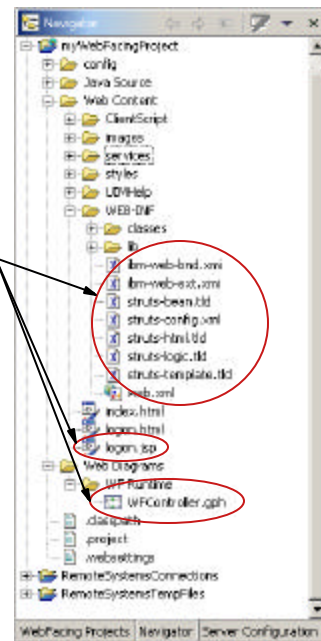 Navigator
myWebFacingProject
config
Java Source
Web Content
ClientScript
images
services
styles
UIMHelp
WEB-INF
classes
lib
ibm-web-bnd.xmi
ibm-web-ext.xmi
struts-bean.tld
struts-config.xml
struts-html.tld
struts-logic.tld
struts-template.tld
web.xml
index.html
logon.html
logon.jsp
Web Diagrams
WF Runtime
WFController.gph
.classpath
.project
.websettings
RemoteSystemsConnections
RemoteSystemsTempFiles
WebFacing Projects Navigator Server Configuration